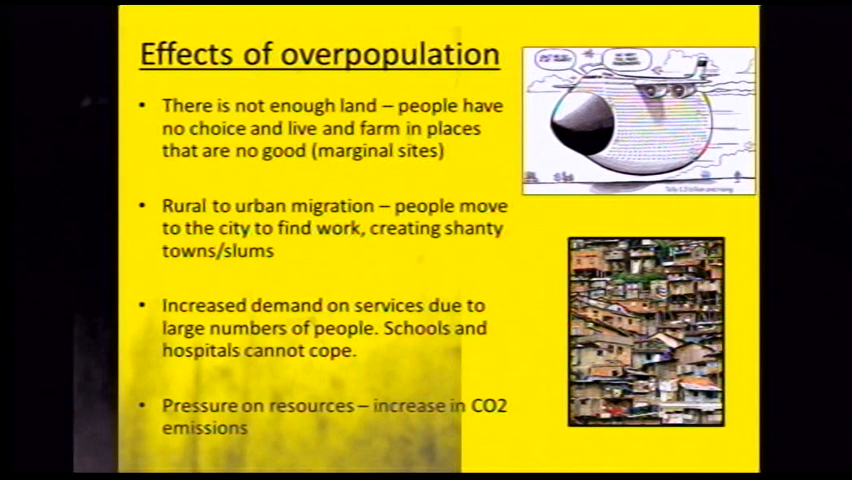 Effects of overpopulation
• There is not enough land – people have
no choice and live and farm in places
that are no good (marginal sites)
• Rural to urban migration – people move
to the city to find work, creating shanty
towns/slums
• Increased demand on services due to
large numbers of people. Schools and
hospitals cannot cope.
• Pressure on resources – increase in CO2
emissions